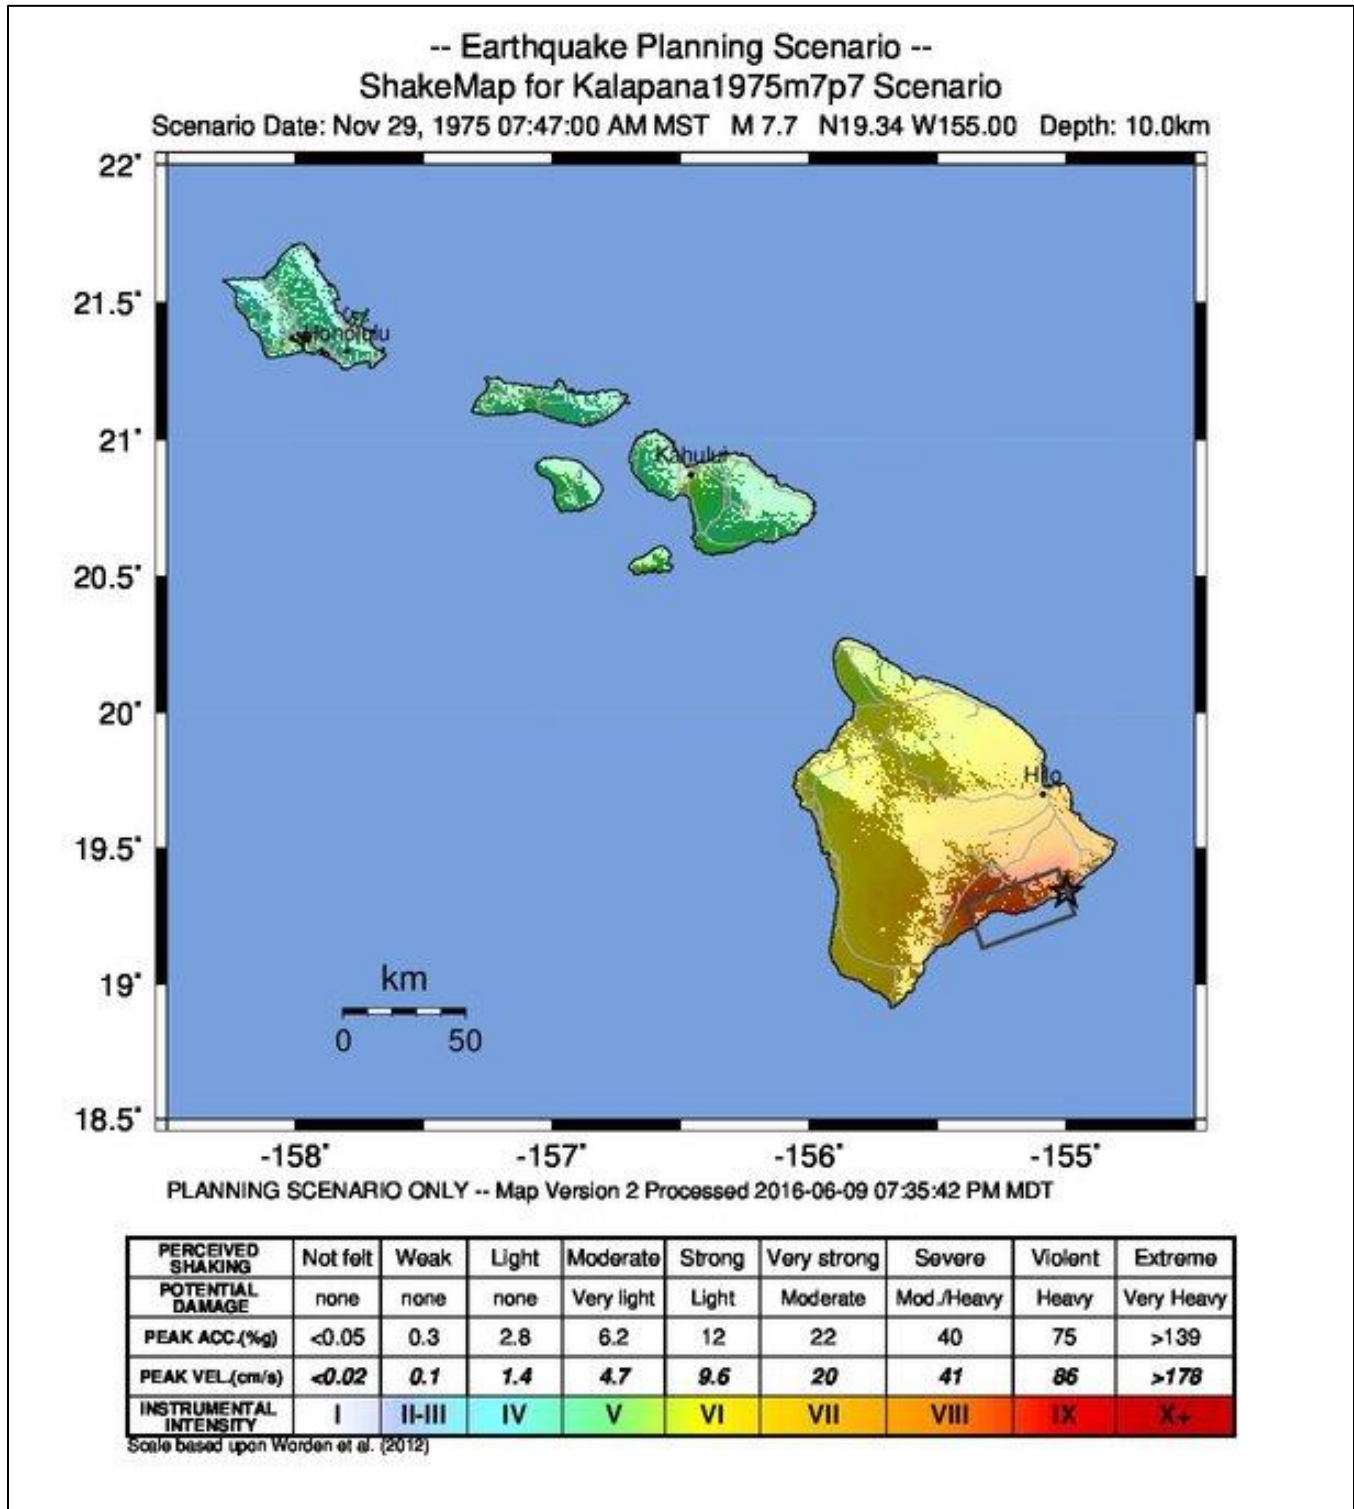 -- Earthquake Planning Scenario --
ShakeMap for Kalapana1975m7p7 Scenario
Scenario Date: Nov 29, 1975 07:47:00 AM MST M 7.7 N19.34 W155.00 Depth: 10.0km
22°
21.5°
Honolulu
21°
Kahului
20.5°
20°
Hilo
19.5°
19°
km
0 50
18.5°
-158° -157° -156° -155°
PLANNING SCENARIO ONLY -- Map Version 2 Processed 2016-06-09 07:35:42 PM MDT
PERCEIVED SHAKING Not felt Weak Light Moderate Strong Very strong Severe Violent Extreme
POTENTIAL DAMAGE none none none Very light Light Moderate Mod./Heavy Heavy Very Heavy
PEAK ACC.(%g) <0.05 0.3 2.8 6.2 12 22 40 75 >139
PEAK VEL.(cm/s) <0.02 0.1 1.4 4.7 9.6 20 41 86 >178
INSTRUMENTAL INTENSITY I II-III IV V VI VII VIII IX X+
Scale based upon Worden et al. (2012)